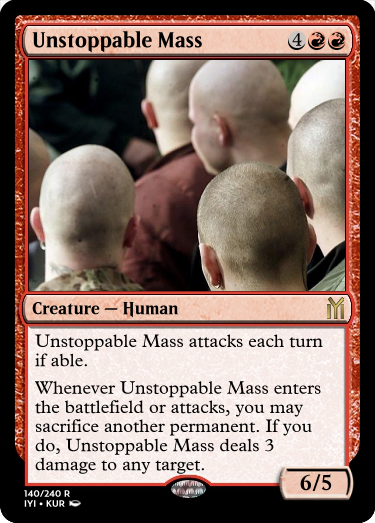 Unstoppable Mass 4
Creature — Human
Unstoppable Mass attacks each turn
if able.
Whenever Unstoppable Mass enters
the battlefield or attacks, you may
sacrifice another permanent. If you
do, Unstoppable Mass deals 3
damage to any target.
6/5
140/240 R
IYI • KUR